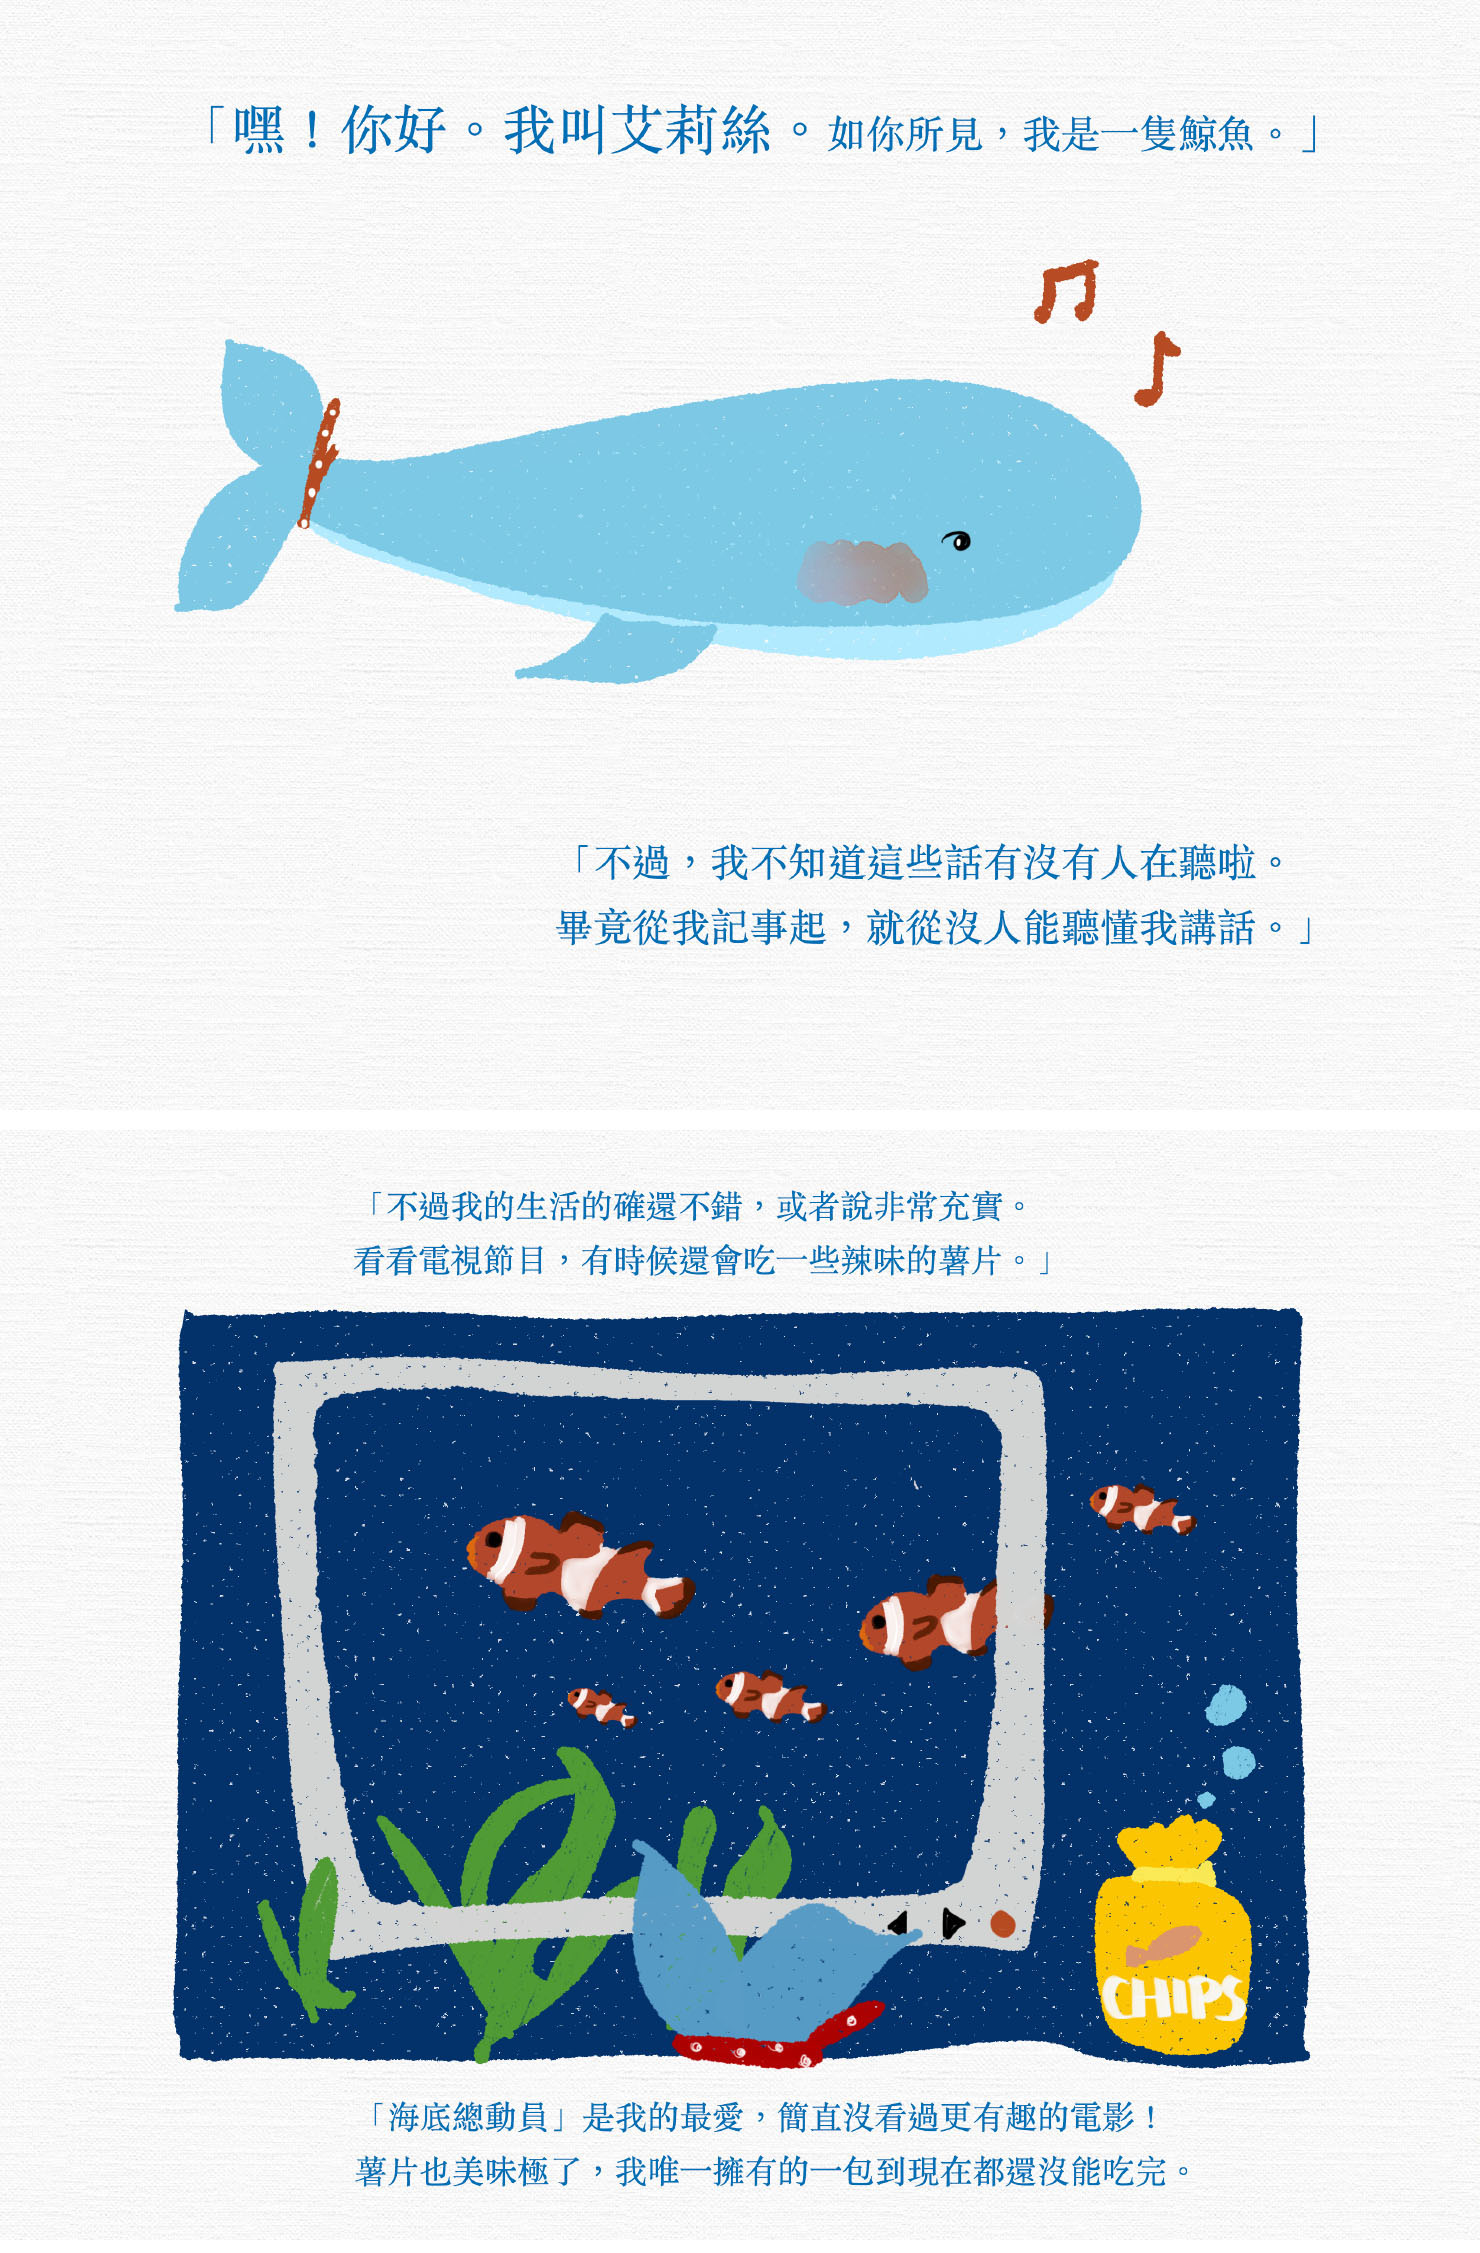 「嘿！你好。我叫艾莉絲。如你所見，我是一隻鯨魚。」
「不過，我不知道這些話有沒有人在聽啦。
畢竟從我記事起，就從沒人能聽懂我講話。」
「不過我的生活的確還不錯，或者說非常充實。
看看電視節目，有時候還會吃一些辣味的薯片。」
CHIPS
「海底總動員」是我的最愛，簡直沒看過更有趣的電影！
薯片也美味極了，我唯一擁有的一包到現在都還沒能吃完。